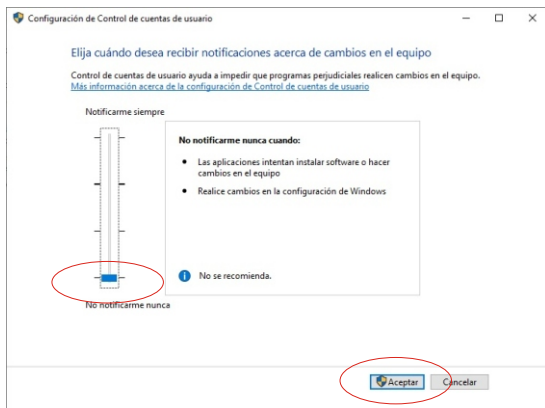 Configuración de Control de cuentas de usuario
Elija cuándo desea recibir notificaciones acerca de cambios en el equipo
Control de cuentas de usuario ayuda a impedir que programas perjudiciales realicen cambios en el equipo.
Más información acerca de la configuración de Control de cuentas de usuario
Notificarme siempre
No notificarme nunca cuando:
• Las aplicaciones intentan instalar software o hacer
cambios en el equipo
• Realice cambios en la configuración de Windows
No se recomienda.
No notificarme nunca
Aceptar Cancelar